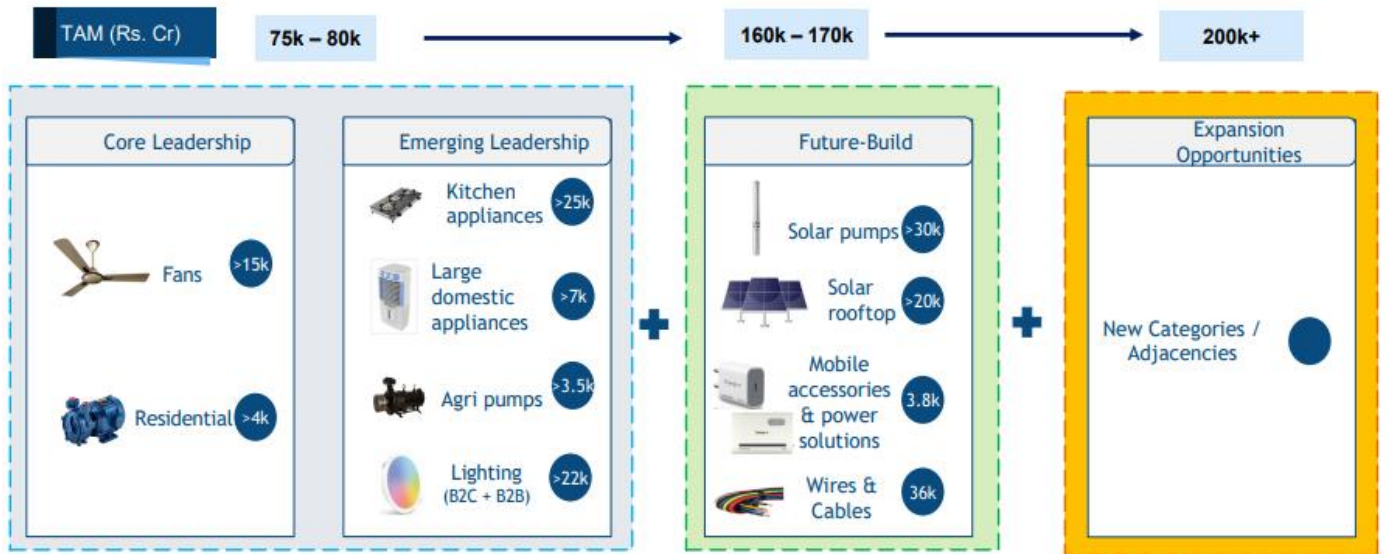 TAM (Rs. Cr)
75k – 80k
160k – 170k
200k+
Core Leadership
Fans
>15k
Residential
>4k
Emerging Leadership
Kitchen
appliances
>25k
Large
domestic
appliances
>7k
Agri pumps
>3.5k
Lighting
(B2C + B2B)
>22k
Future-Build
Solar pumps
>30k
Solar
rooftop
>20k
Mobile
accessories
& power
solutions
3.8k
Wires &
Cables
36k
Expansion
Opportunities
New Categories /
Adjacencies